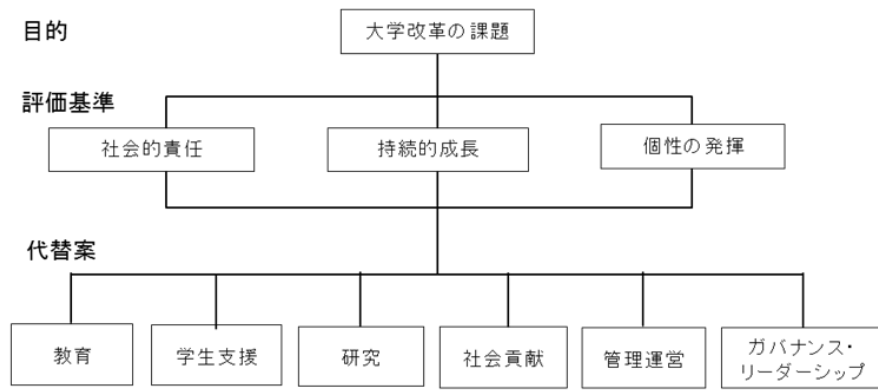 目的
大学改革の課題
評価基準
社会的責任
持続的成長
個性の発揮
代替案
教育
学生支援
研究
社会貢献
管理運営
ガバナンス・
リーダーシップ